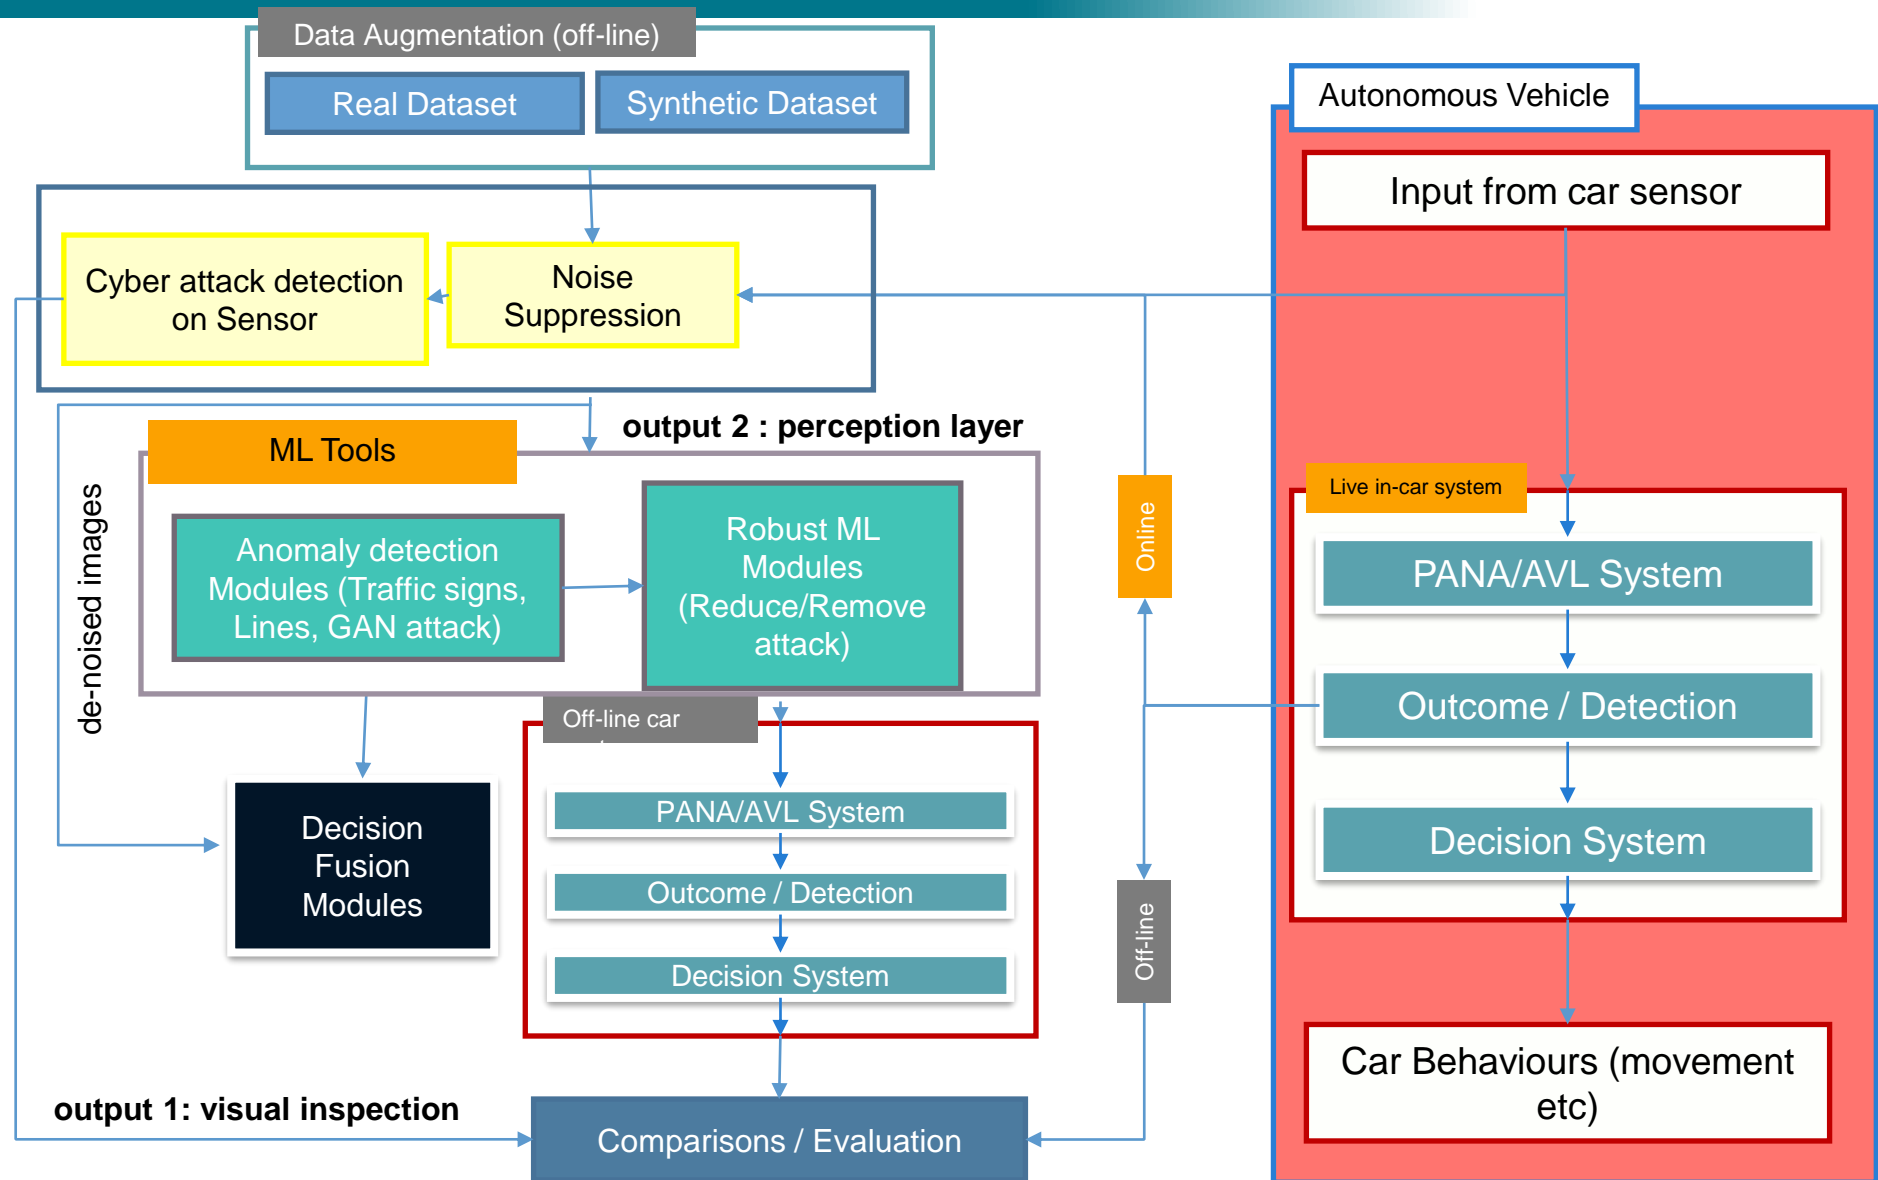 Data Augmentation (off-line)
Real Dataset
Synthetic Dataset
Autonomous Vehicle
Input from car sensor
Cyber attack detection
on Sensor
Noise
Suppression
output 2 : perception layer
ML Tools
de-noised images
Anomaly detection
Modules (Traffic signs,
Lines, GAN attack)
Robust ML
Modules
(Reduce/Remove
attack)
Online
Live in-car system
PANA/AVL System
Outcome / Detection
Decision System
Off-line car
Decision
Fusion
Modules
PANA/AVL System
Outcome / Detection
Decision System
Off-line
Car Behaviours (movement
etc)
output 1: visual inspection
Comparisons / Evaluation